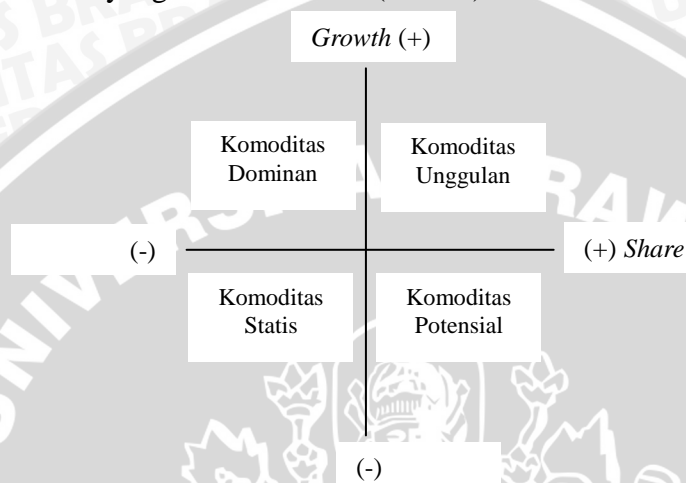 Growth (+)
Komoditas
Dominan
Komoditas
Unggulan
(-)
(+) Share
Komoditas
Statis
Komoditas
Potensial
(-)